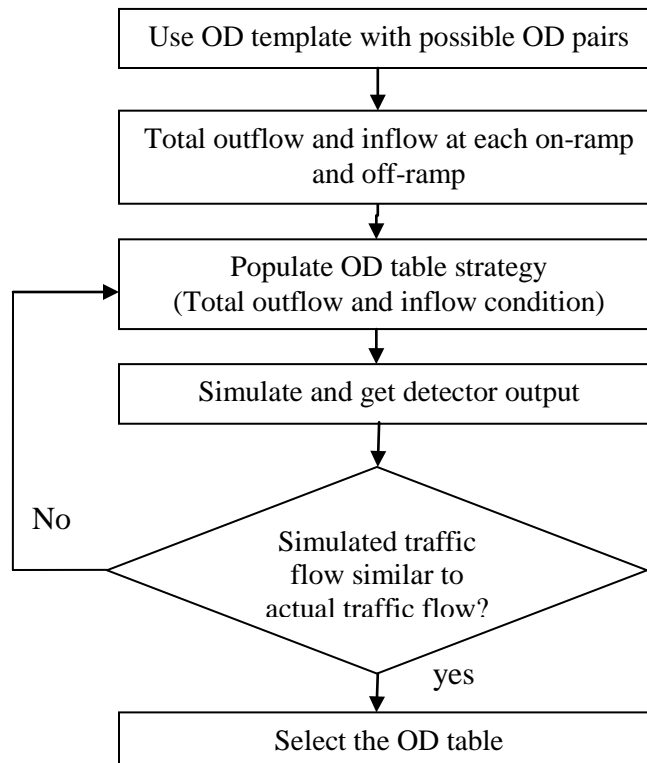 Use OD template with possible OD pairs
Total outflow and inflow at each on-ramp
and off-ramp
Populate OD table strategy
(Total outflow and inflow condition)
Simulate and get detector output
No
Simulated traffic
flow similar to
actual traffic flow?
yes
Select the OD table